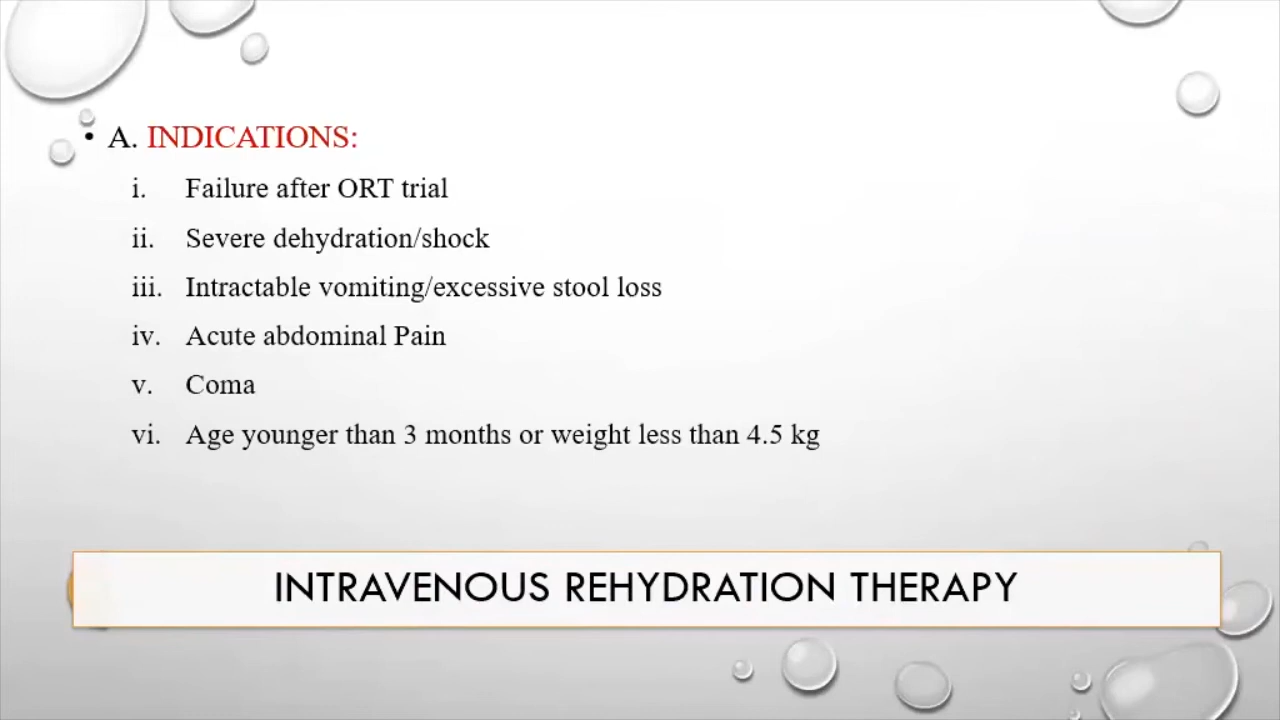 • A. INDICATIONS:
i. Failure after ORT trial
ii. Severe dehydration/shock
iii. Intractable vomiting/excessive stool loss
iv. Acute abdominal Pain
v. Coma
vi. Age younger than 3 months or weight less than 4.5 kg
INTRAVENOUS REHYDRATION THERAPY